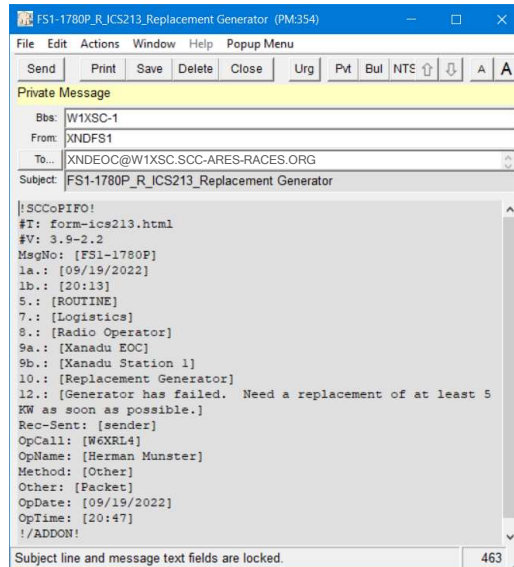 FS1-1780P_R_ICS213_Replacement Generator (PM:354)
File Edit Actions Window Help Popup Menu
Send Print Save Delete Close Urg Pvt Bul NTS A A
Private Message
Bbs: W1XSC-1
From: XNDFS1
To... XNDEOC@W1XSC.SCC-ARES-RACES.ORG
Subject: FS1-1780P_R_ICS213_Replacement Generator
!SCCoPIFO!
#T: form-ics213.html
#V: 3.9-2.2
MsgNo: [FS1-1780P]
1a.: [09/19/2022]
1b.: [20:13]
5.: [ROUTINE]
7.: [Logistics]
8.: [Radio Operator]
9a.: [Xanadu EOC]
9b.: [Xanadu Station 1]
10.: [Replacement Generator]
12.: [Generator has failed.  Need a replacement of at least 5
KW as soon as possible.]
Rec-Sent: [sender]
OpCall: [W6XRL4]
OpName: [Herman Munster]
Method: [Other]
Other: [Packet]
OpDate: [09/19/2022]
OpTime: [20:47]
!/ADDON!
Subject line and message text fields are locked. 463